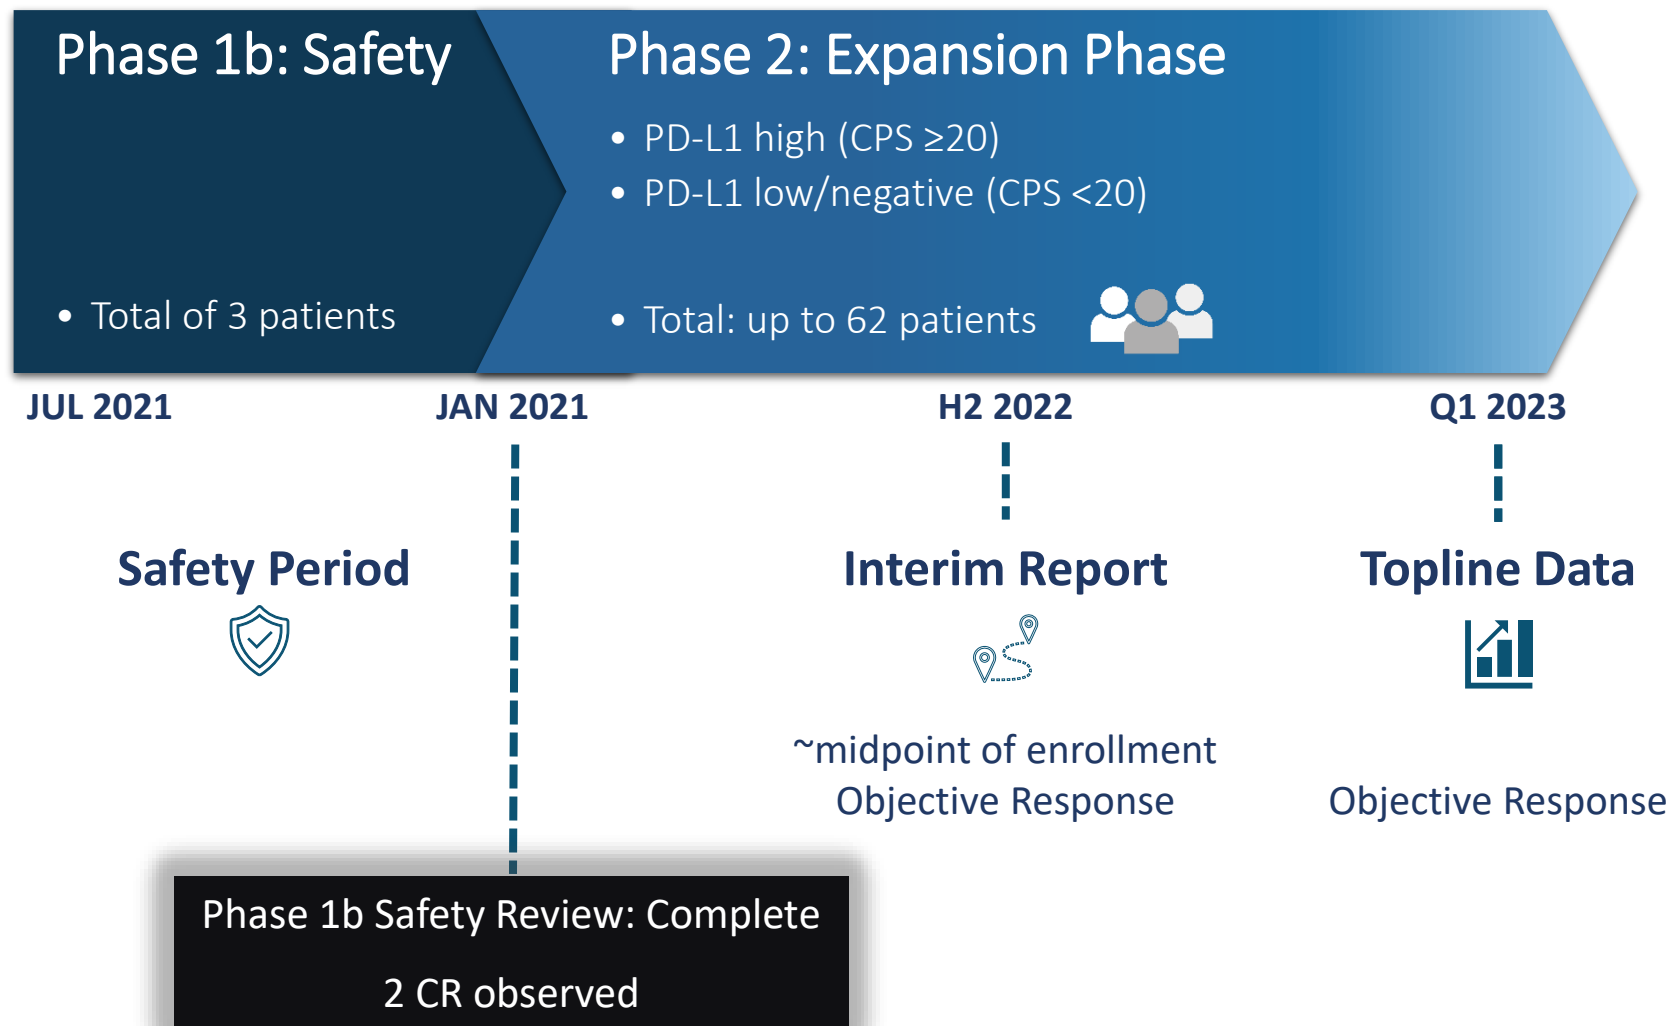 Phase 1b: Safety
• Total of 3 patients
Phase 2: Expansion Phase
• PD-L1 high (CPS ≥20)
• PD-L1 low/negative (CPS <20)
• Total: up to 62 patients
JUL 2021
JAN 2021
H2 2022
Q1 2023
Safety Period
Interim Report
~midpoint of enrollment
Objective Response
Topline Data
Objective Response
Phase 1b Safety Review: Complete
2 CR observed